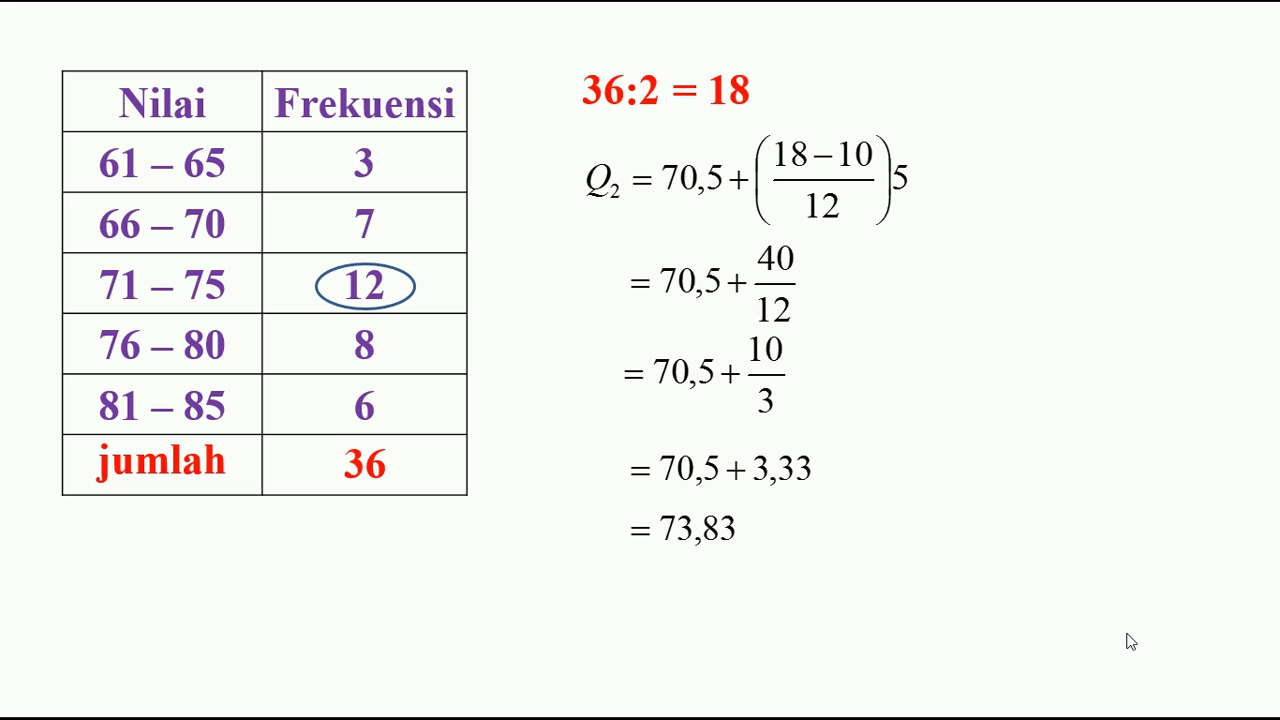 Nilai Frekuensi
61 – 65 3
66 – 70 7
71 – 75 12
76 – 80 8
81 – 85 6
jumlah 36
36:2 = 18
Q₂ = 70,5 + ((18 − 10)/12) 5
= 70,5 + 40/12
= 70,5 + 10/3
= 70,5 + 3,33
= 73,83